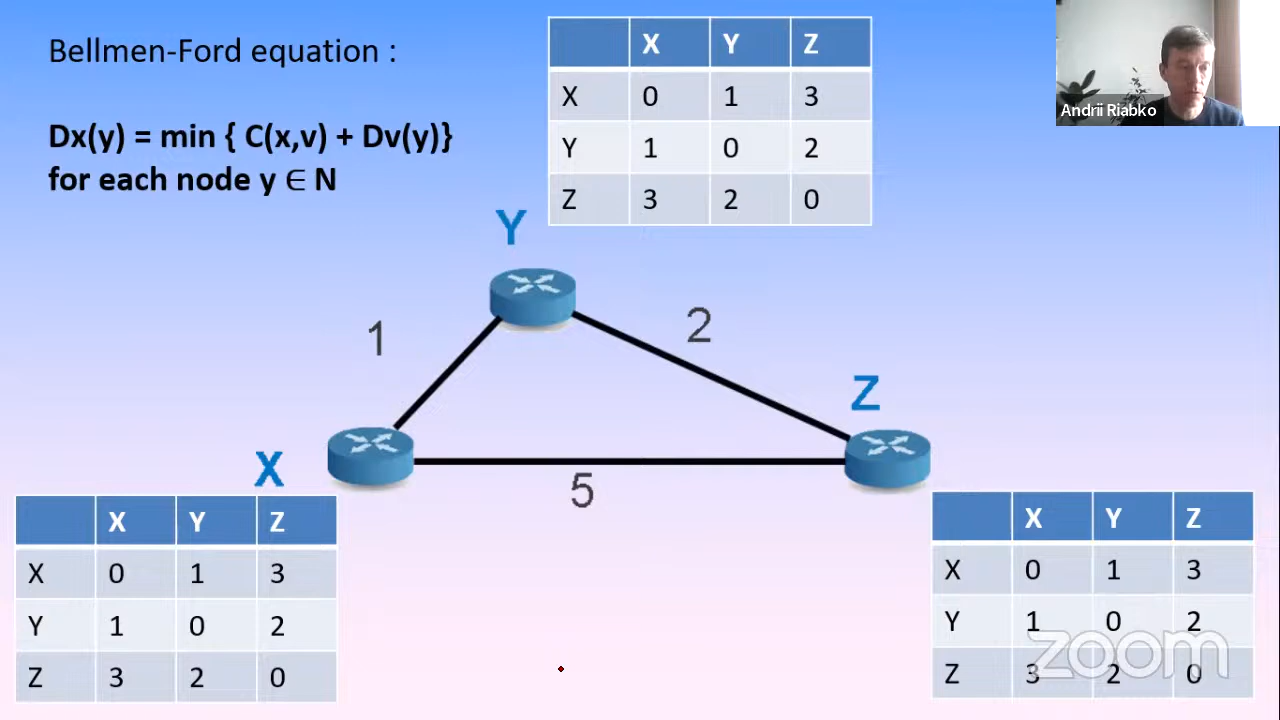 Bellmen-Ford equation :
Dx(y) = min { C(x,v) + Dv(y)}
for each node y ∈ N
X Y Z
X 0 1 3
Y 1 0 2
Z 3 2 0
Andrii Riabko
Y
1
2
Z
X
5
X Y Z
X 0 1 3
Y 1 0 2
Z 3 2 0
X Y Z
X 0 1 3
Y 1 0 2
Z 3 2 0
zoom